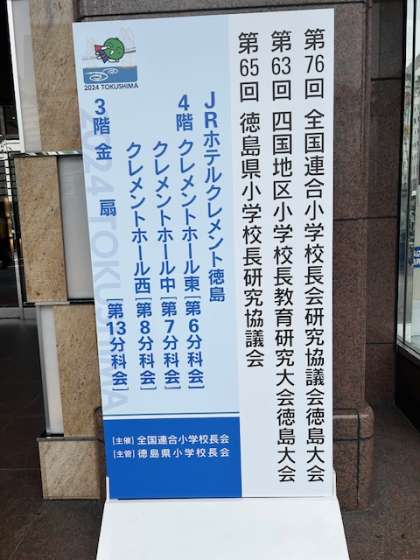 第76回 全国連合小学校長会研究協議会徳島大会
第63回 四国地区小学校長教育研究大会徳島大会
第65回 徳島県小学校長研究協議会
JRホテルクレメント徳島
4階 クレメントホール東[第6分科会]
クレメントホール中[第7分科会]
クレメントホール西[第8分科会]
3階 金 扇 [第13分科会]
2024 TOKUSHIMA
2024 TOKUSHIMA
[主催] 全国連合小学校長会
[主管] 徳島県小学校長会